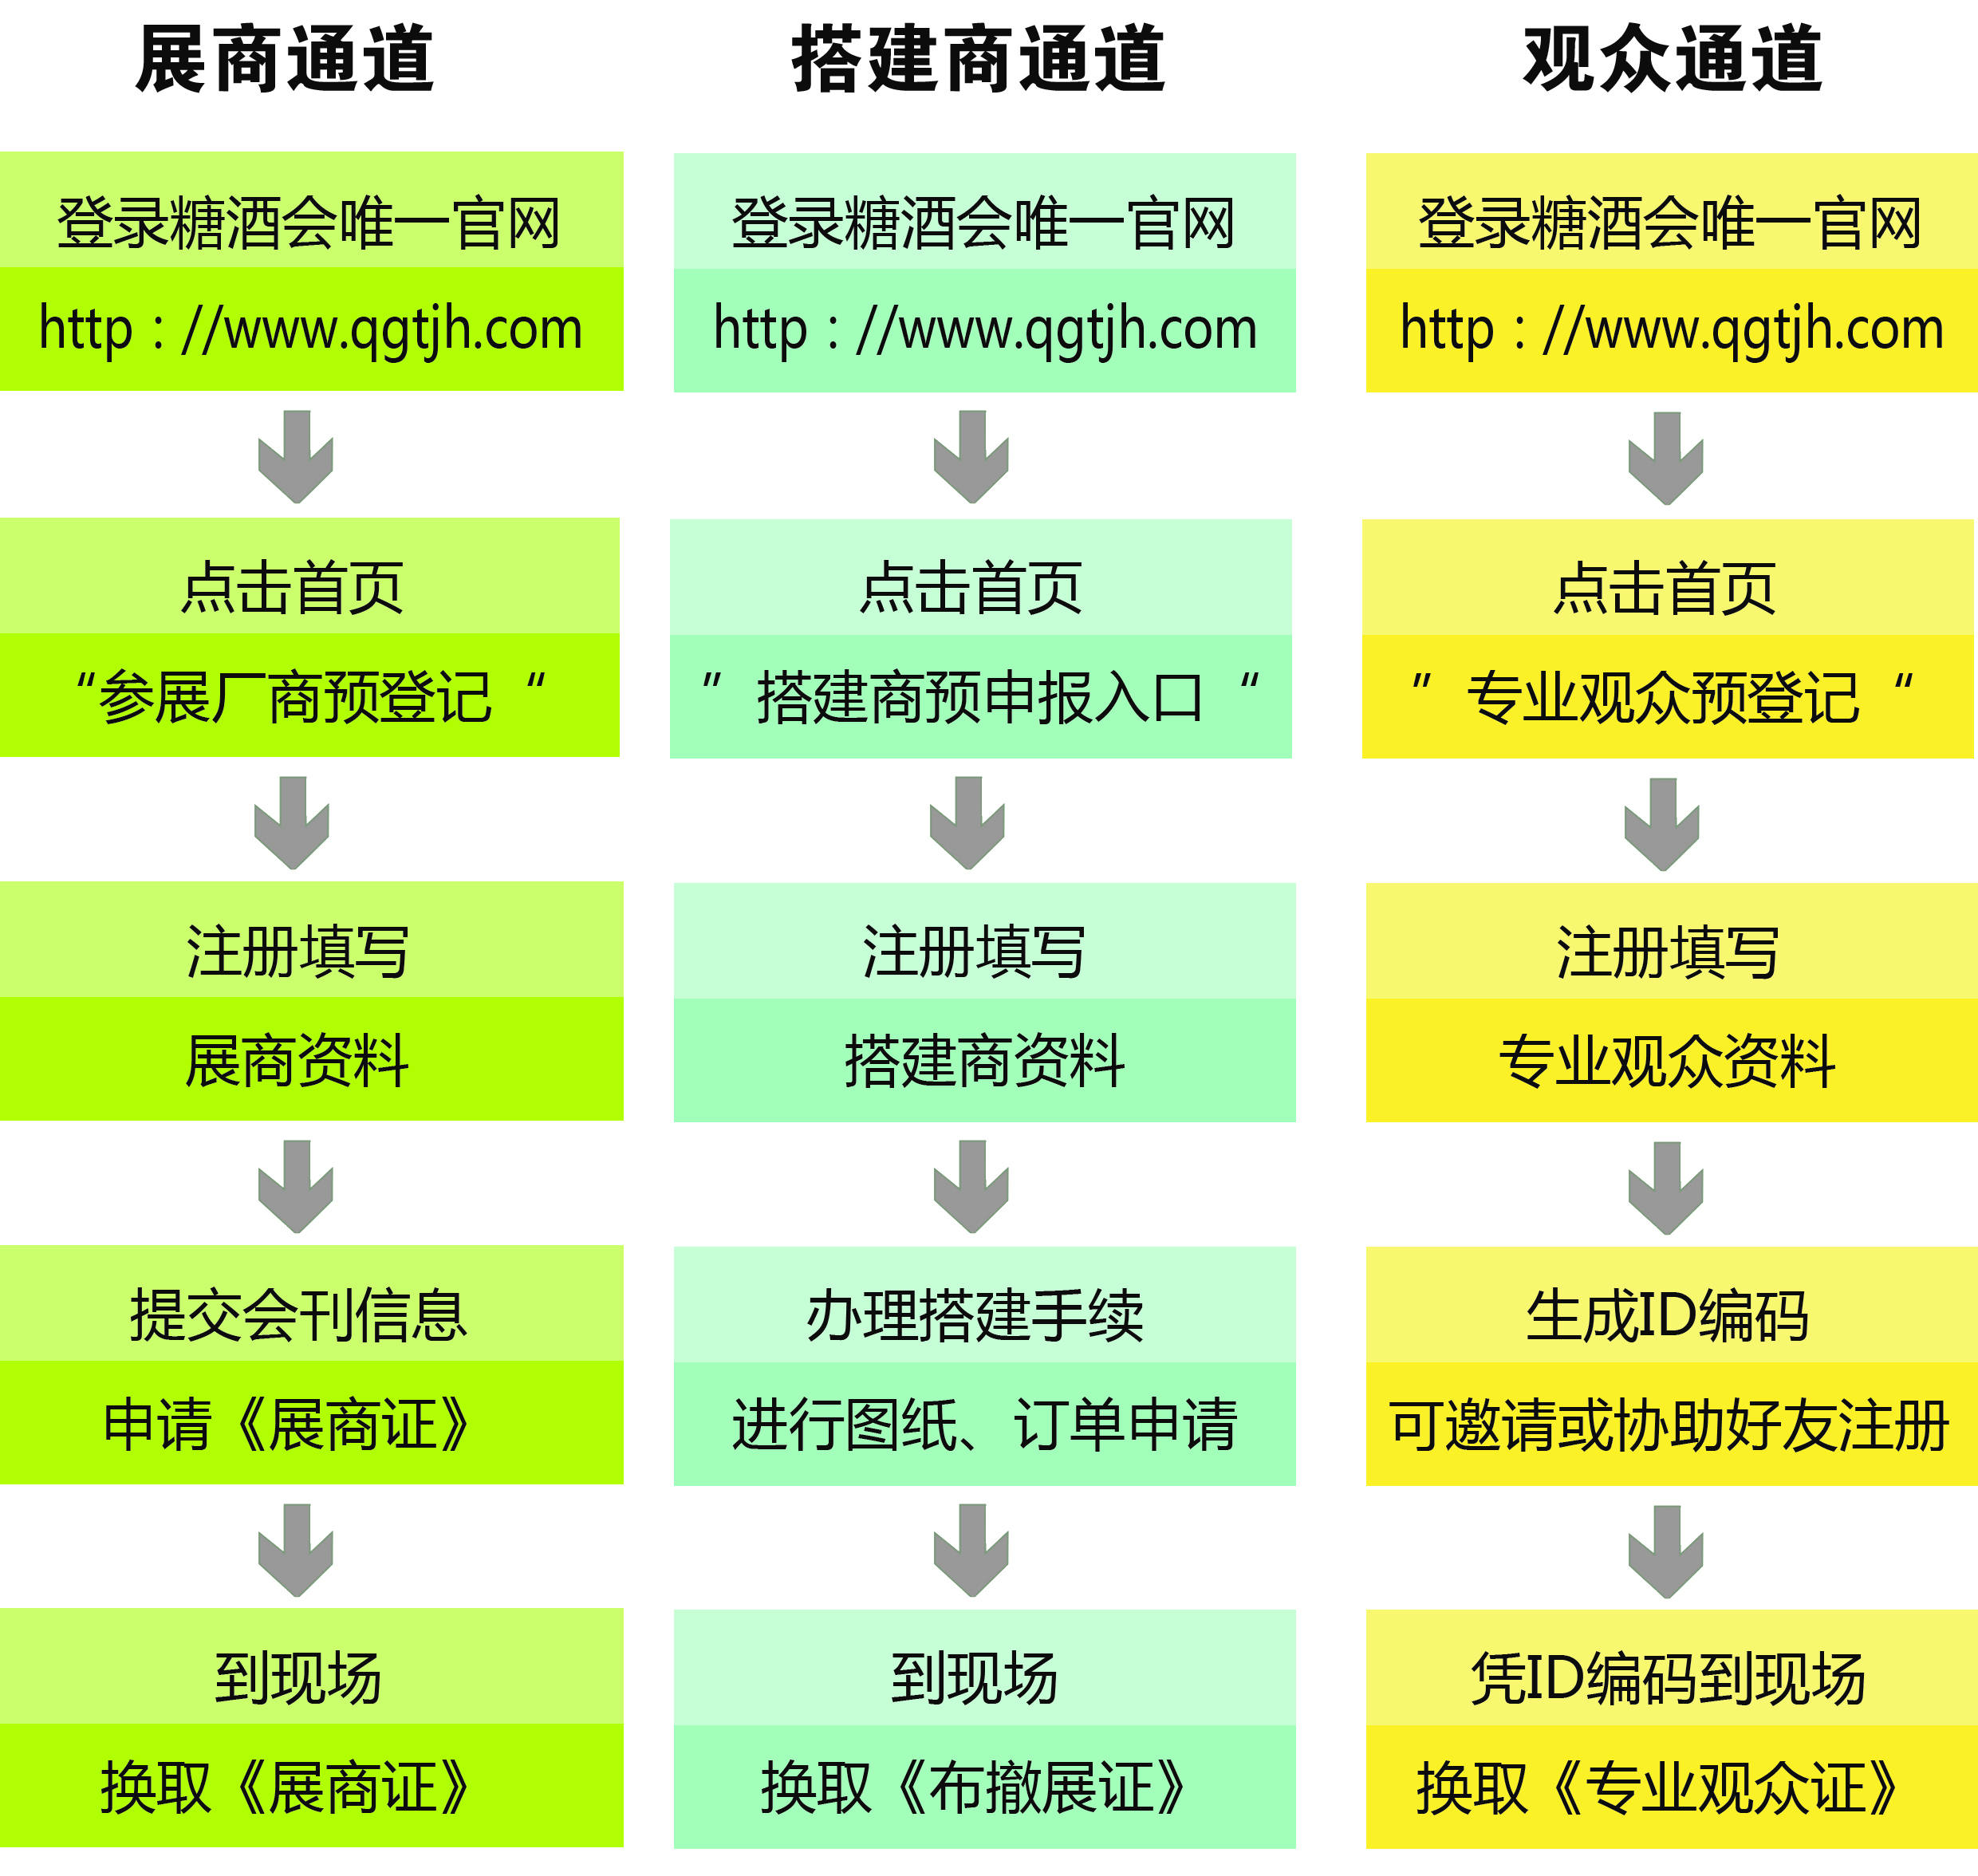 展商通道
登录糖酒会唯一官网
http：//www.qgtjh.com
点击首页
“参展厂商预登记“
注册填写
展商资料
提交会刊信息
申请《展商证》
到现场
换取《展商证》
搭建商通道
登录糖酒会唯一官网
http：//www.qgtjh.com
点击首页
”搭建商预申报入口“
注册填写
搭建商资料
办理搭建手续
进行图纸、订单申请
到现场
换取《布撤展证》
观众通道
登录糖酒会唯一官网
http：//www.qgtjh.com
点击首页
”专业观众预登记“
注册填写
专业观众资料
生成ID编码
可邀请或协助好友注册
凭ID编码到现场
换取《专业观众证》